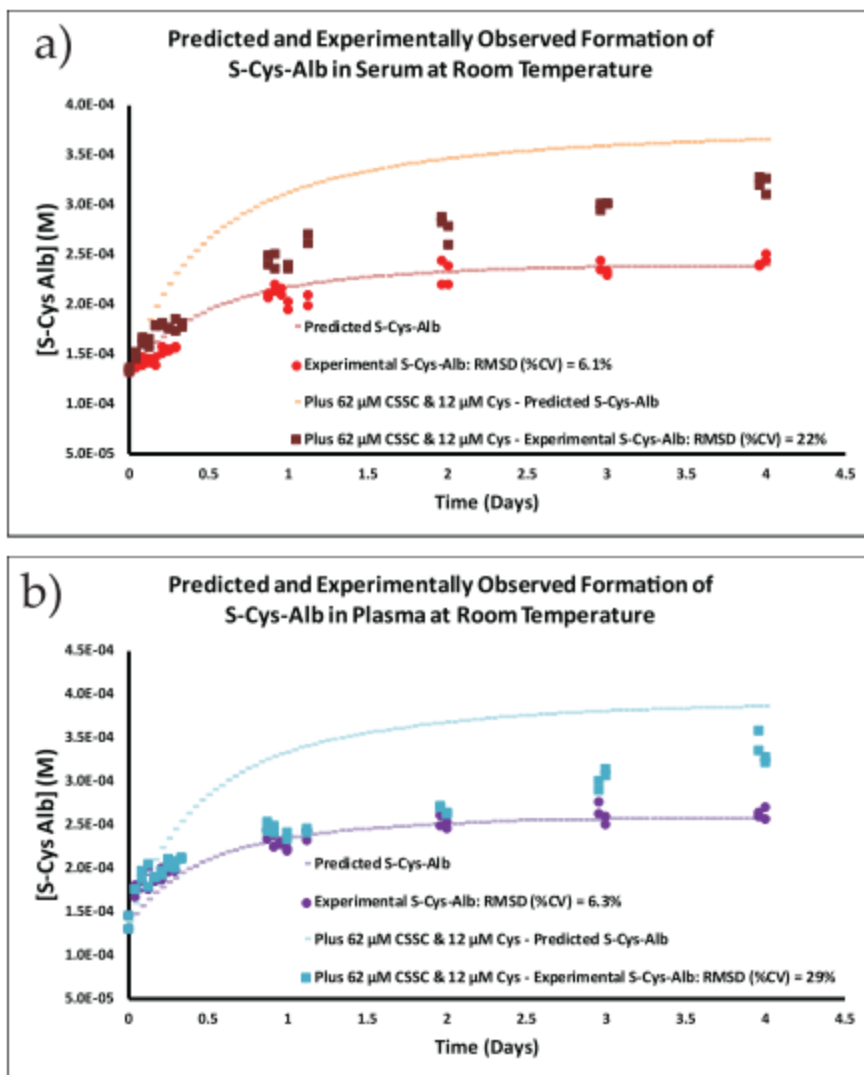 a)
Predicted and Experimentally Observed Formation of
S-Cys-Alb in Serum at Room Temperature
[S-Cys Alb] (M)
4.0E-04
3.5E-04
3.0E-04
2.5E-04
2.0E-04
1.5E-04
1.0E-04
5.0E-05
Predicted S-Cys-Alb
Experimental S-Cys-Alb: RMSD (%CV) = 6.1%
Plus 62 µM CSSC & 12 µM Cys - Predicted S-Cys-Alb
Plus 62 µM CSSC & 12 µM Cys - Experimental S-Cys-Alb: RMSD (%CV) = 22%
0 0.5 1 1.5 2 2.5 3 3.5 4 4.5
Time (Days)
b)
Predicted and Experimentally Observed Formation of
S-Cys-Alb in Plasma at Room Temperature
[S-Cys Alb] (M)
4.5E-04
4.0E-04
3.5E-04
3.0E-04
2.5E-04
2.0E-04
1.5E-04
1.0E-04
5.0E-05
Predicted S-Cys-Alb
Experimental S-Cys-Alb: RMSD (%CV) = 6.3%
Plus 62 µM CSSC & 12 µM Cys - Predicted S-Cys-Alb
Plus 62 µM CSSC & 12 µM Cys - Experimental S-Cys-Alb: RMSD (%CV) = 29%
0 0.5 1 1.5 2 2.5 3 3.5 4 4.5
Time (Days)